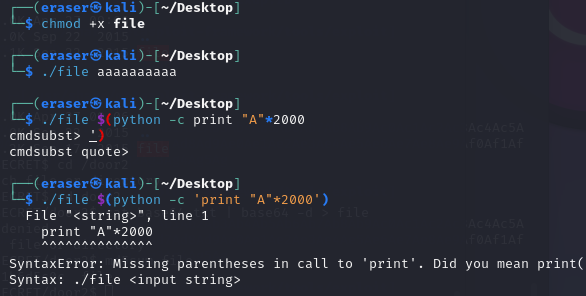 ┌──(eraser㉿kali)-[~/Desktop]
└─$ chmod +x file
┌──(eraser㉿kali)-[~/Desktop]
└─$ ./file aaaaaaaaaa
┌──(eraser㉿kali)-[~/Desktop]
└─$ ./file $(python -c print "A"*2000
cmdsubst> ')
cmdsubst quote>
┌──(eraser㉿kali)-[~/Desktop]
└─$ ./file $(python -c 'print "A"*2000')
File "<string>", line 1
print "A"*2000
^^^^^^^^^^^^^^
SyntaxError: Missing parentheses in call to 'print'. Did you mean print(
Syntax: ./file <input string>